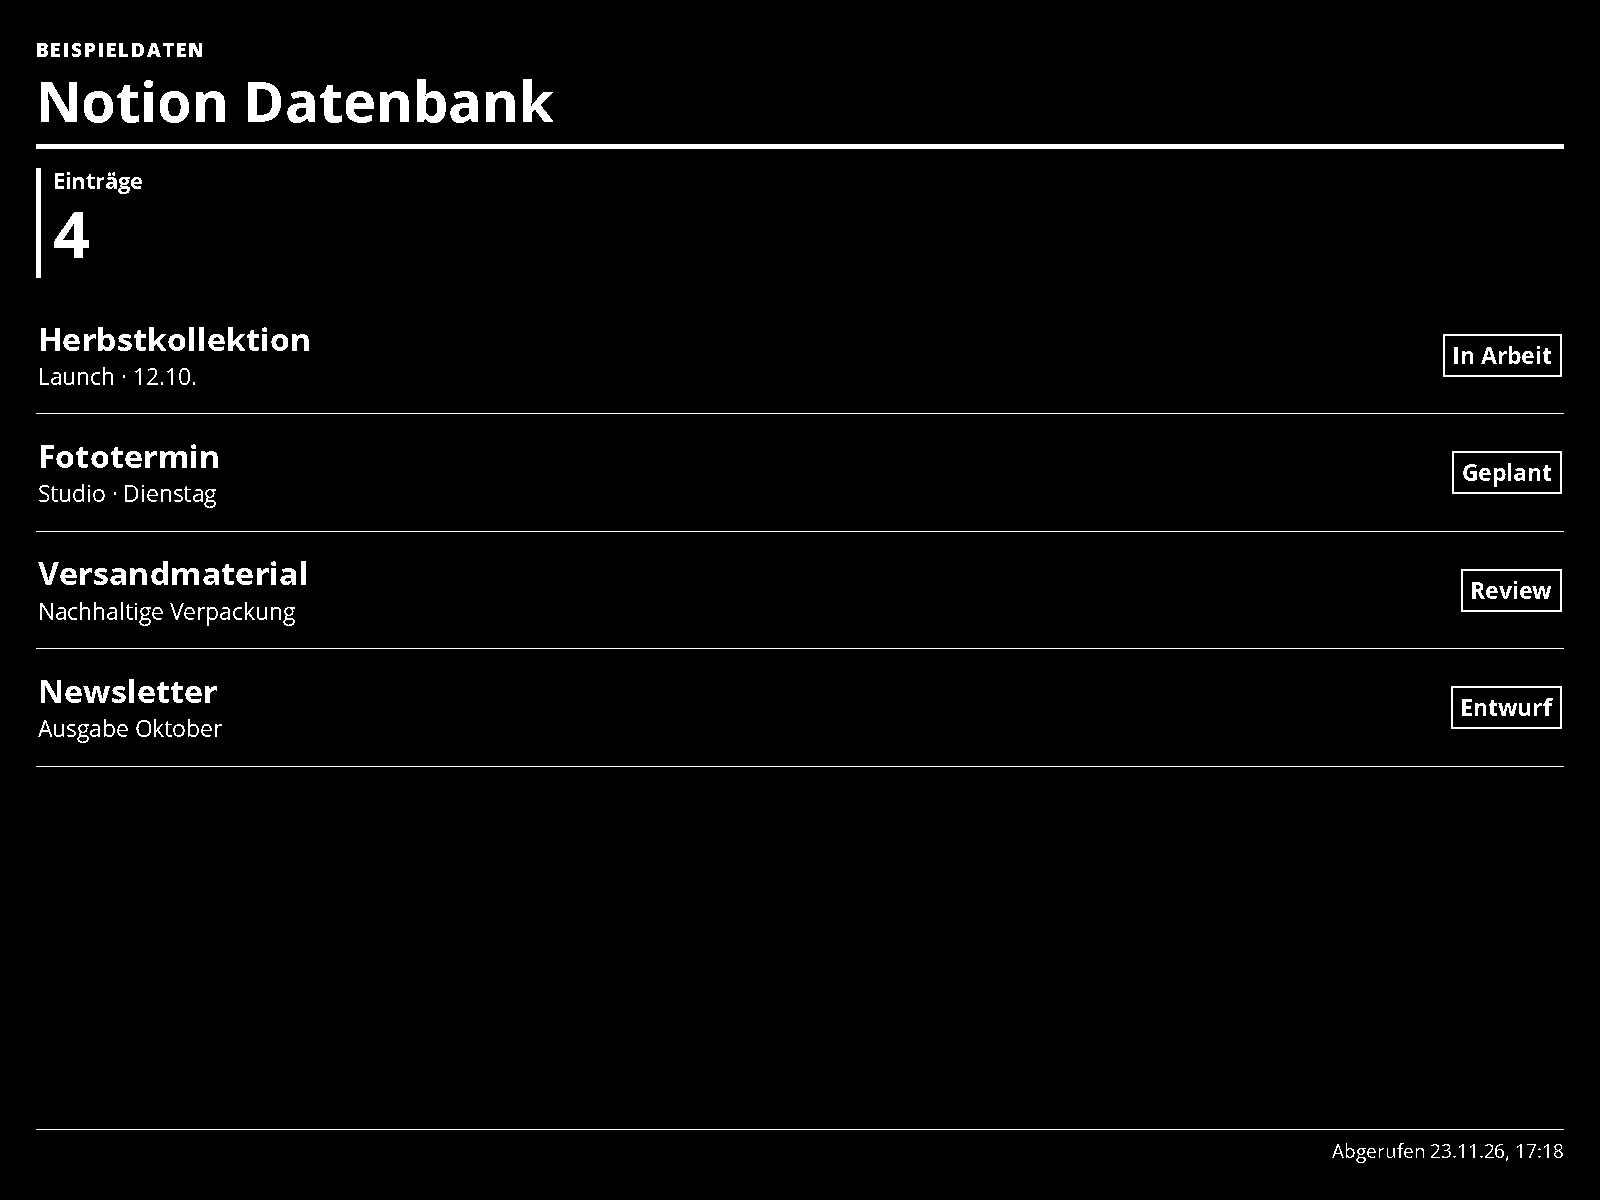 BEISPIELDATEN
Notion Datenbank
Einträge
4
Herbstkollektion
Launch · 12.10.
In Arbeit
Fototermin
Studio · Dienstag
Geplant
Versandmaterial
Nachhaltige Verpackung
Review
Newsletter
Ausgabe Oktober
Entwurf
Abgerufen 23.11.26, 17:18